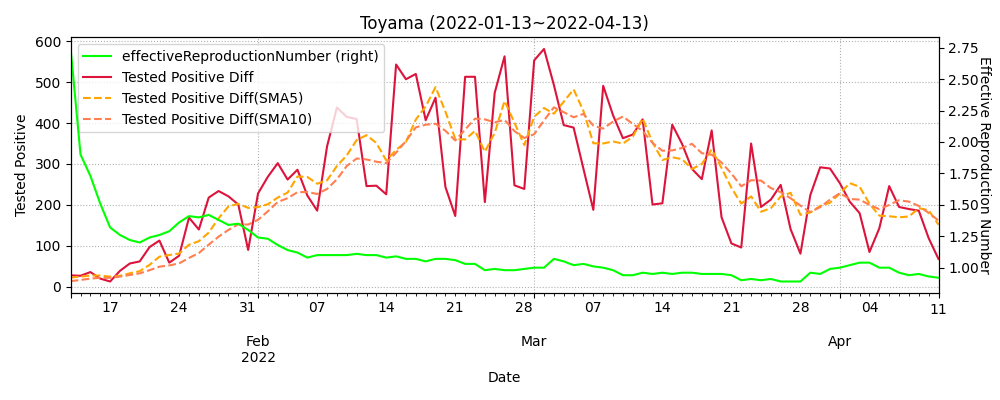 Toyama (2022-01-13~2022-04-13)
effectiveReproductionNumber (right)
Tested Positive Diff
Tested Positive Diff(SMA5)
Tested Positive Diff(SMA10)
Tested Positive
600
500
400
300
200
100
0
Effective Reproduction Number
2.75
2.50
2.25
2.00
1.75
1.50
1.25
1.00
17 24 07 14 21 28 07 14 21 28 04 11
Feb Mar Apr
2022
Date